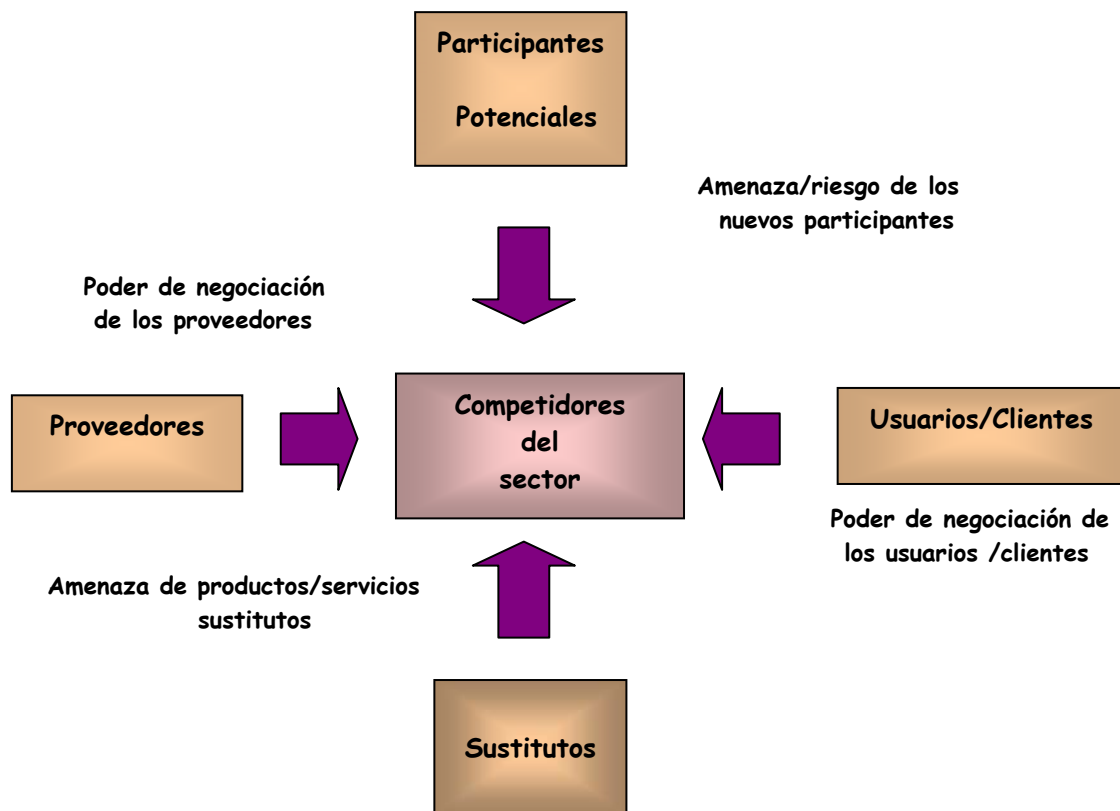 Participantes
Potenciales
Amenaza/riesgo de los
nuevos participantes
Poder de negociación
de los proveedores
Proveedores
Competidores
del
sector
Usuarios/Clientes
Poder de negociación de
los usuarios /clientes
Amenaza de productos/servicios
sustitutos
Sustitutos